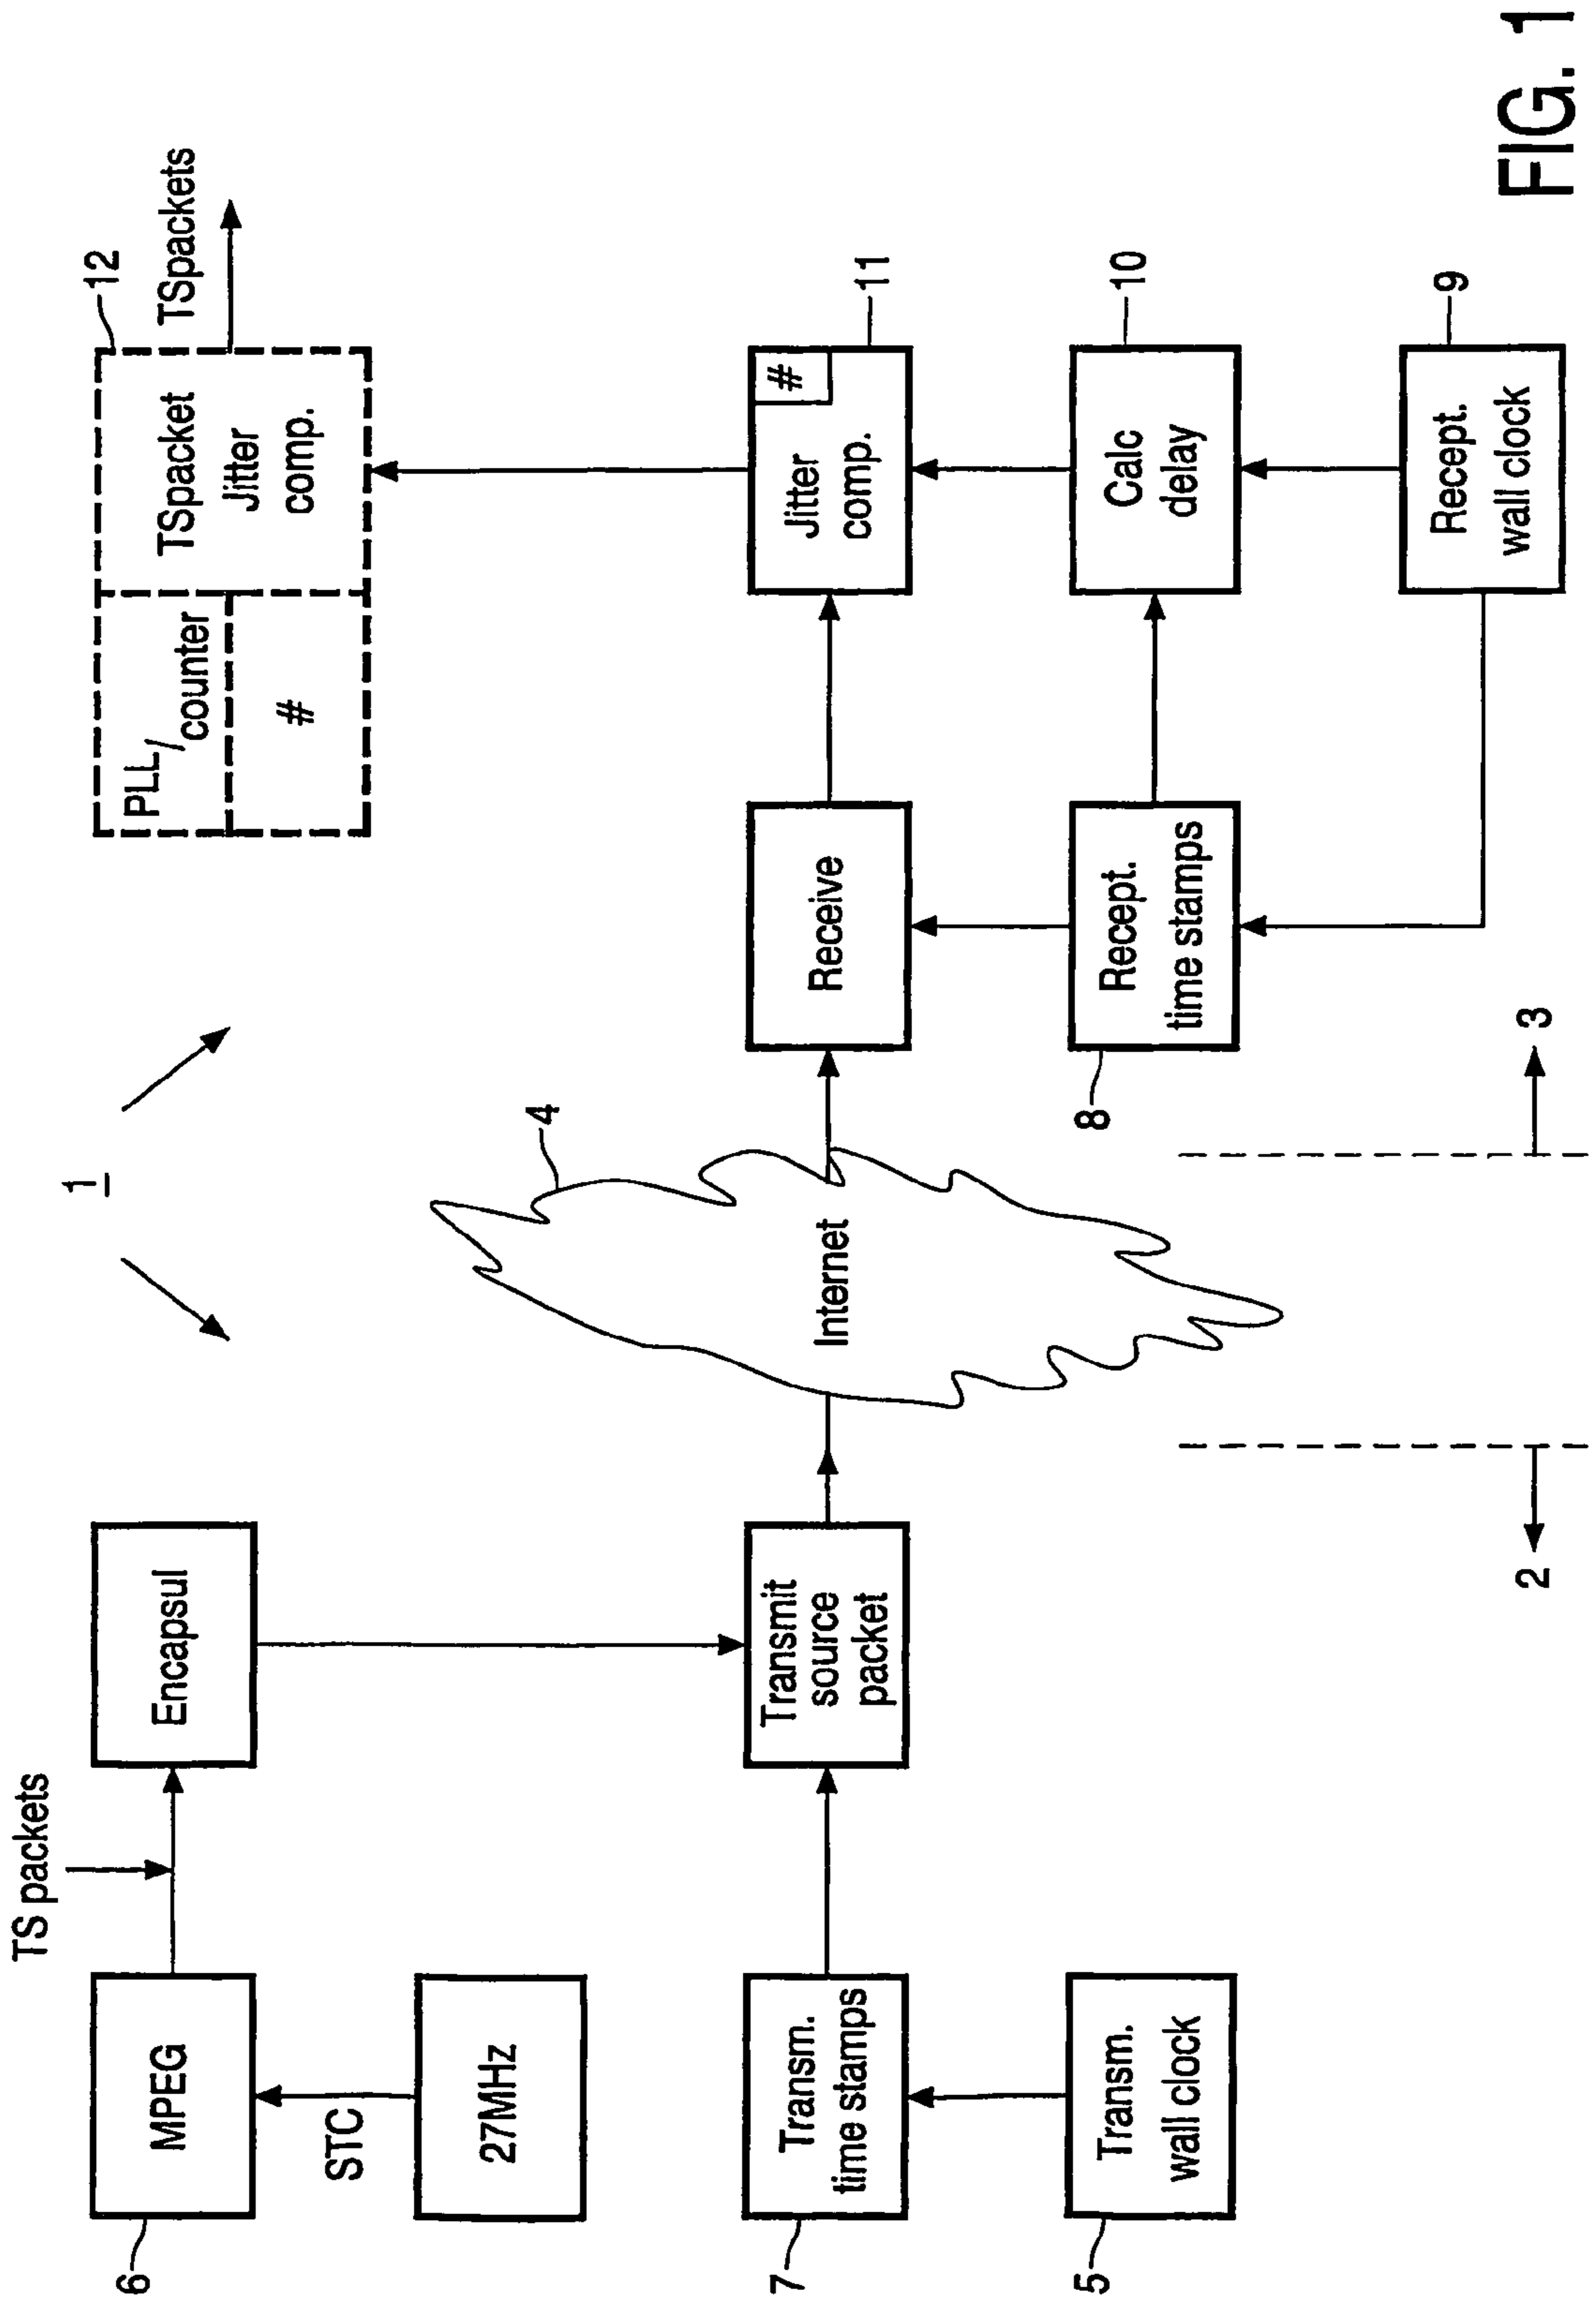 1
TS packets
TSpackets
6
MPEG
Encapsul
PLL/
counter
#
TSpacket
Jitter
comp.
12
STC
27MHz
4
Internet
7
Transm.
time stamps
Transmit
source
packet
Receive
Jitter
comp.
#
11
5
Transm.
wall clock
8
Recept.
time stamps
Calc
delay
10
Recept.
wall clock
9
2
3
FIG. 1